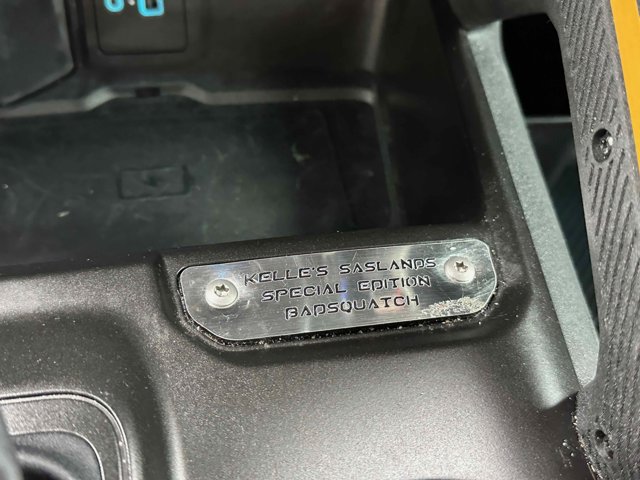 KELLE'S SASLANDS
SPECIAL EDITION
BADSQUATCH